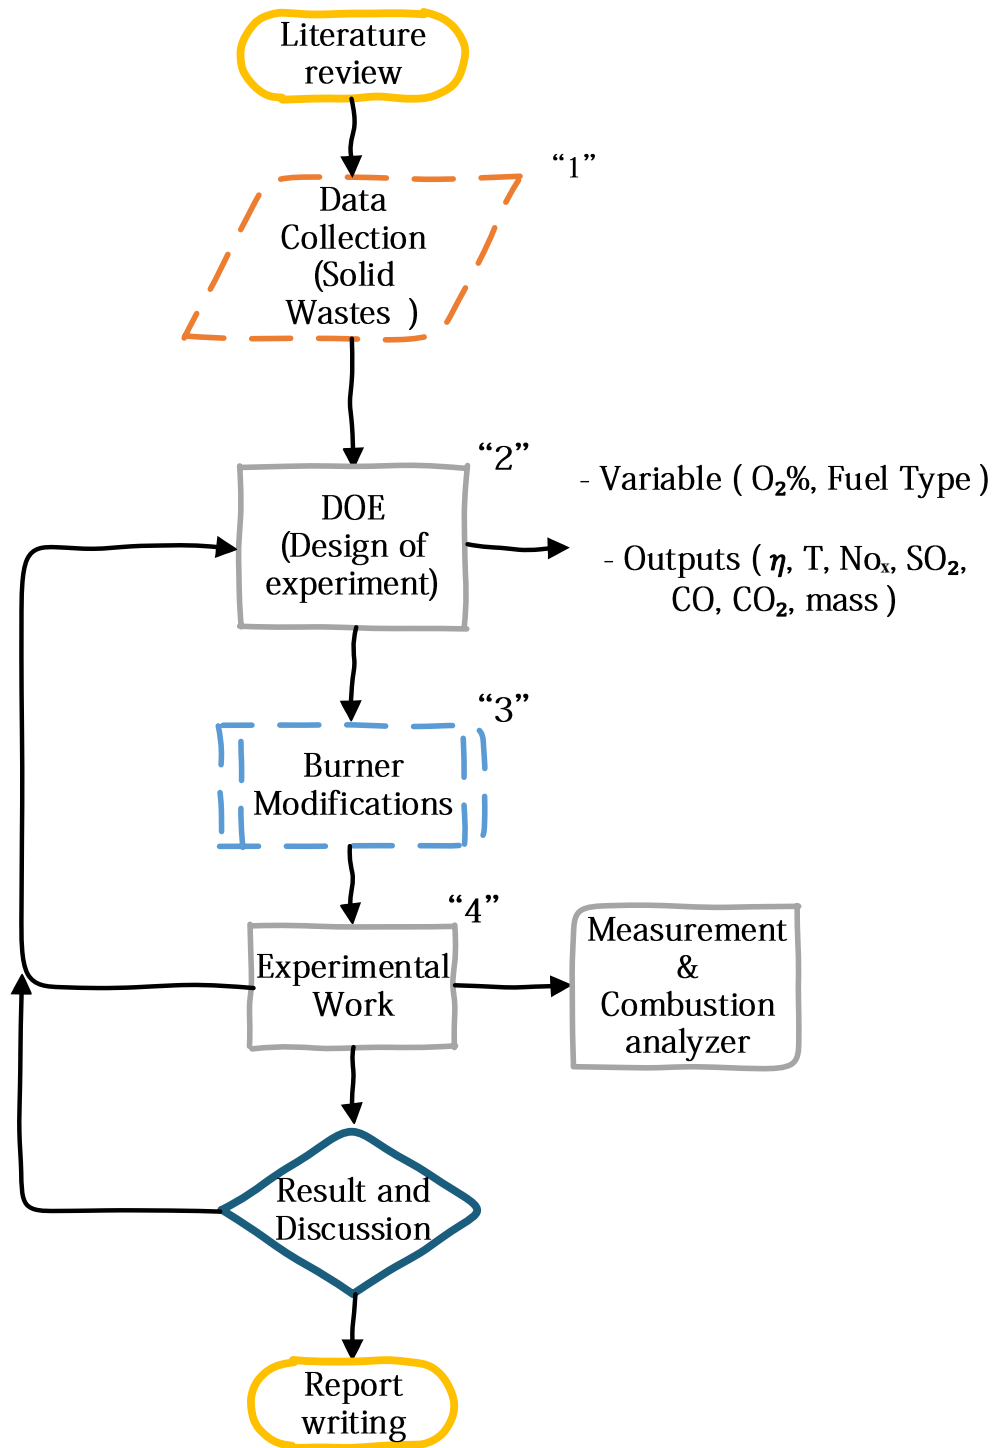 Literature
review
“1”
Data
Collection
(Solid
Wastes )
“2”
DOE
(Design of
experiment)
- Variable ( O₂%, Fuel Type )
- Outputs ( η, T, Noₓ, SO₂,
CO, CO₂, mass )
“3”
Burner
Modifications
“4”
Experimental
Work
Measurement
&
Combustion
analyzer
Result and
Discussion
Report
writing